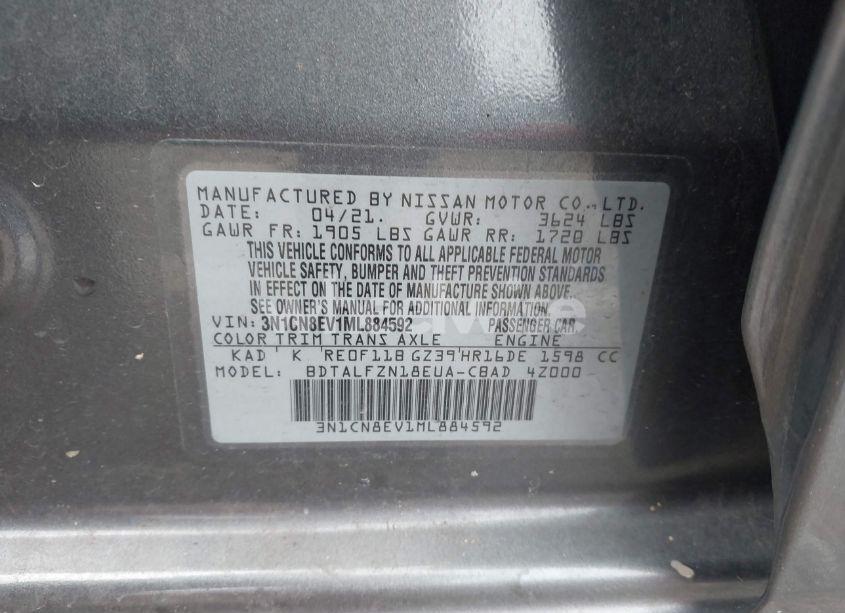 MANUFACTURED BY NISSAN MOTOR CO., LTD.
DATE: 04/21. GVWR: 3624 LBS
GAWR FR: 1905 LBS GAWR RR: 1720 LBS
THIS VEHICLE CONFORMS TO ALL APPLICABLE FEDERAL MOTOR
VEHICLE SAFETY, BUMPER AND THEFT PREVENTION STANDARDS
IN EFFECT ON THE DATE OF MANUFACTURE SHOWN ABOVE.
SEE OWNER'S MANUAL FOR ADDITIONAL INFORMATION.
VIN: 3N1CN8EV1ML884592 PASSENGER CAR
COLOR TRIM TRANS AXLE ENGINE
KAD K RE0F11B GZ39 HR16DE 1598 CC
MODEL: BDTALFZN18EUA-CBAD 4Z000-
3N1CN8EV1ML884592